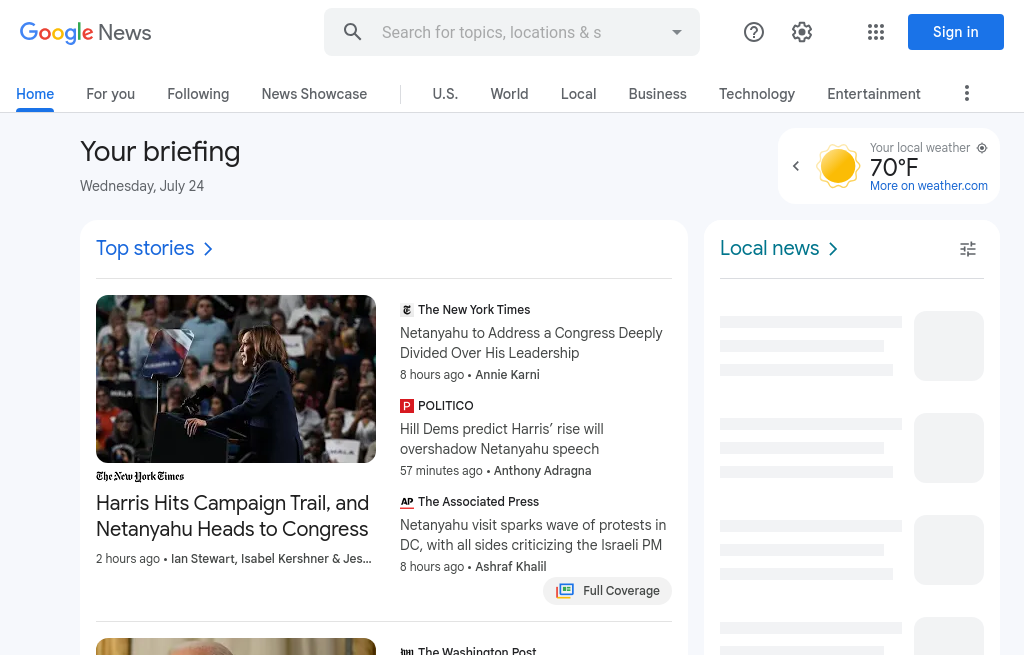 Google News
Search for topics, locations & s
Sign in
Home
For you
Following
News Showcase
U.S.
World
Local
Business
Technology
Entertainment
Your briefing
Wednesday, July 24
Your local weather
70°F
More on weather.com
Top stories
The New York Times
Harris Hits Campaign Trail, and
Netanyahu Heads to Congress
2 hours ago • Ian Stewart, Isabel Kershner & Jes...
The New York Times
Netanyahu to Address a Congress Deeply
Divided Over His Leadership
8 hours ago • Annie Karni
POLITICO
Hill Dems predict Harris’ rise will
overshadow Netanyahu speech
57 minutes ago • Anthony Adragna
AP The Associated Press
Netanyahu visit sparks wave of protests in
DC, with all sides criticizing the Israeli PM
8 hours ago • Ashraf Khalil
Full Coverage
The Washington Post
Local news